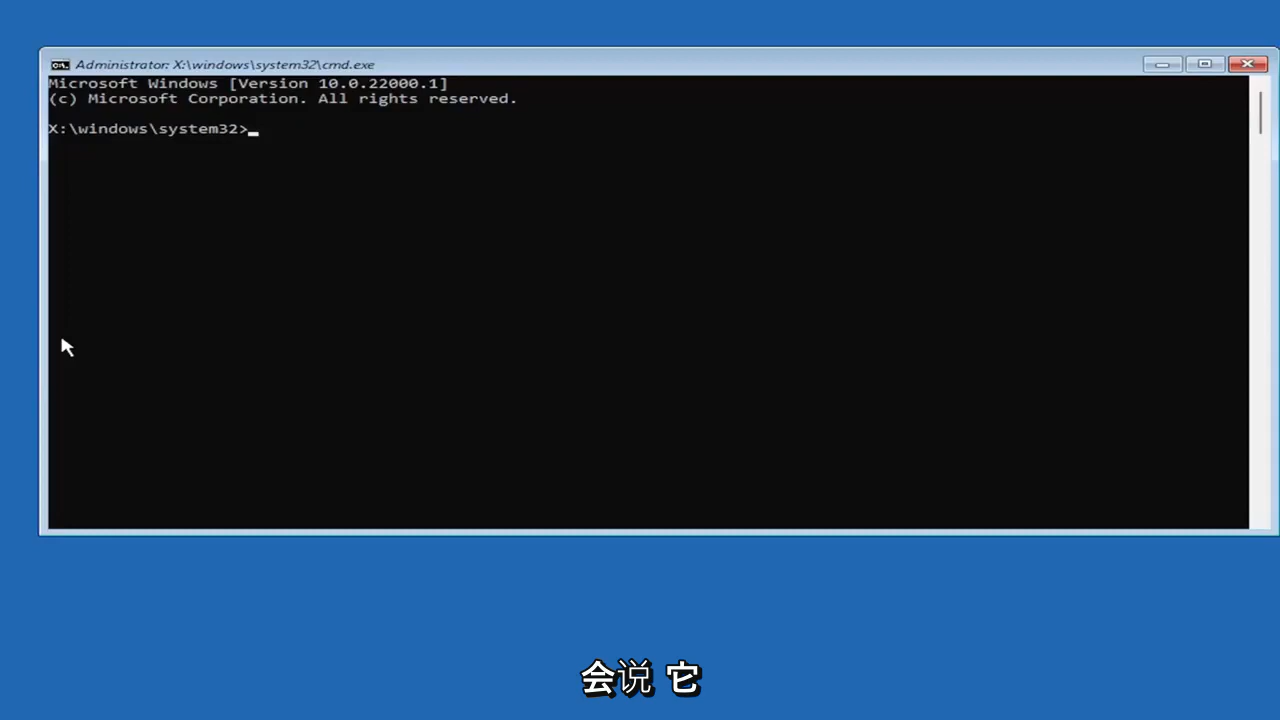 Administrator: X:\windows\system32\cmd.exe
Microsoft Windows [Version 10.0.22000.1]
(c) Microsoft Corporation. All rights reserved.
X:\windows\system32>_
会说 它